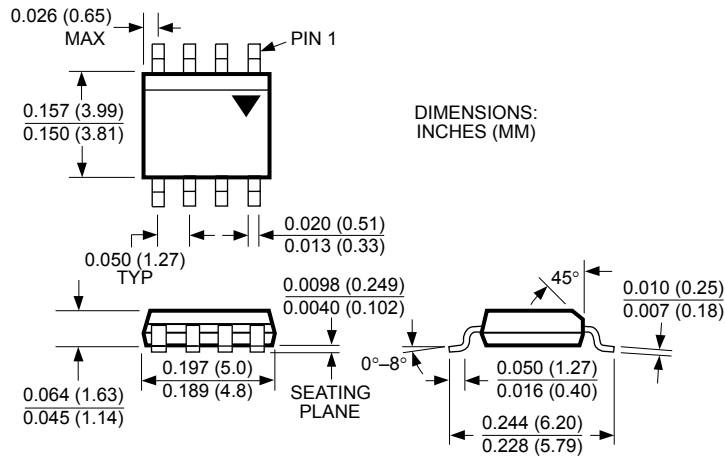 0.026 (0.65)
MAX
PIN 1
0.157 (3.99)
0.150 (3.81)
DIMENSIONS:
INCHES (MM)
0.020 (0.51)
0.013 (0.33)
0.050 (1.27)
TYP
0.0098 (0.249)
0.0040 (0.102)
45°
0.010 (0.25)
0.007 (0.18)
0°–8°
0.064 (1.63)
0.045 (1.14)
0.197 (5.0)
0.189 (4.8)
SEATING
PLANE
0.050 (1.27)
0.016 (0.40)
0.244 (6.20)
0.228 (5.79)